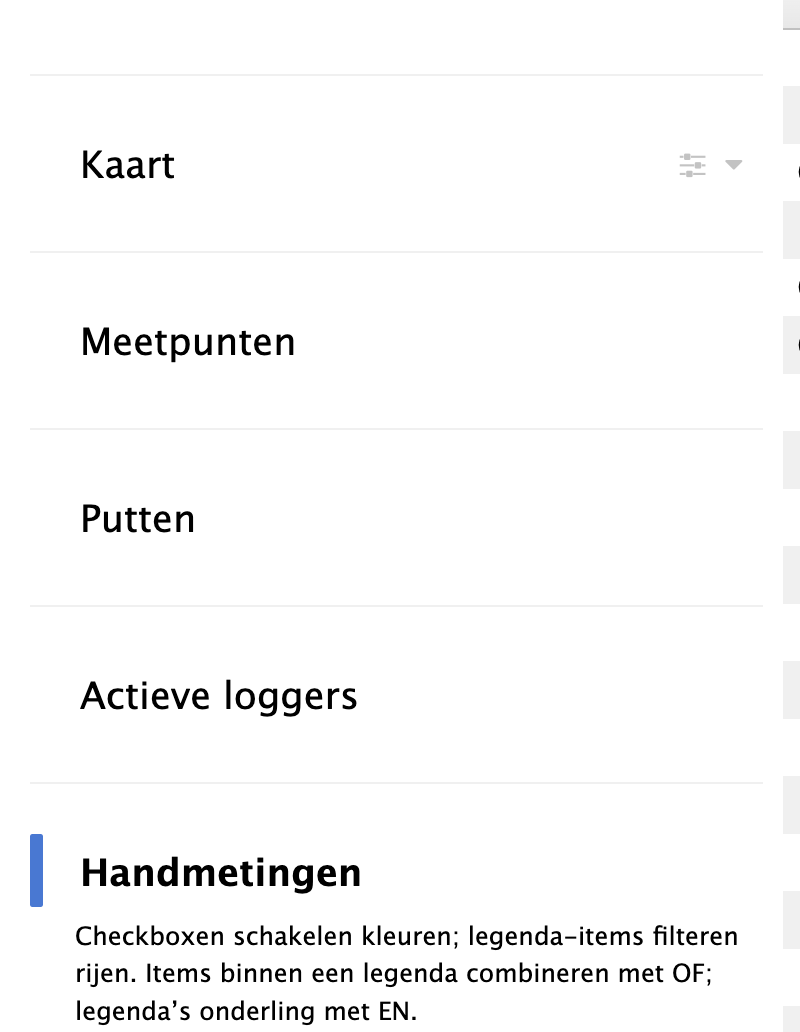 Kaart
Meetpunten
Putten
Actieve loggers
Handmetingen
Checkboxen schakelen kleuren; legenda-items filteren
rijen. Items binnen een legenda combineren met OF;
legenda’s onderling met EN.